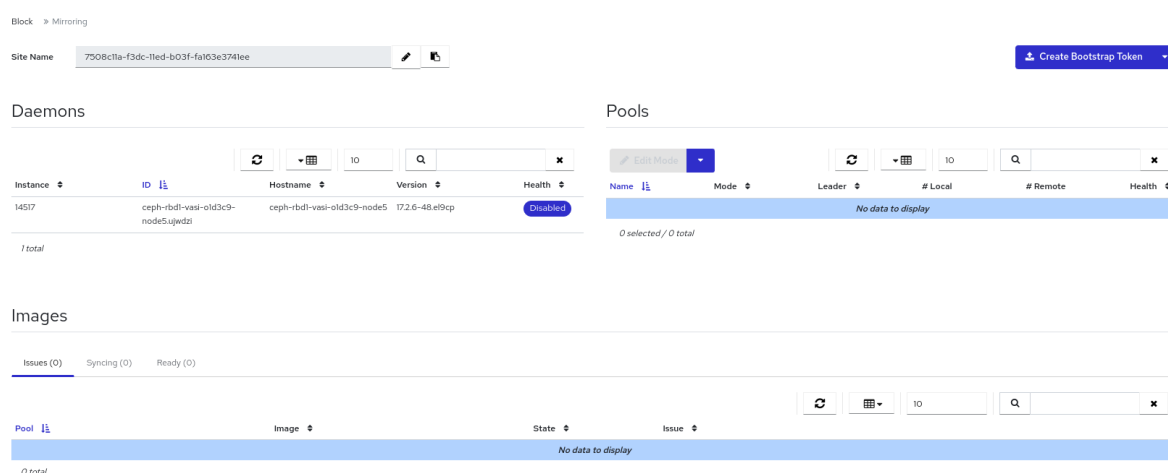 Block » Mirroring
Site Name 7508c11a-f3dc-11ed-b03f-fa163e3741ee Create Bootstrap Token
Daemons
10
Instance ID Hostname Version Health
14517 ceph-rbd1-vasi-o1d3c9-node5.ujwdzi ceph-rbd1-vasi-o1d3c9-node5 17.2.6-48.el9cp Disabled
1 total
Pools
Edit Mode 10
Name Mode Leader # Local # Remote Health
No data to display
0 selected / 0 total
Images
Issues (0) Syncing (0) Ready (0)
10
Pool Image State Issue
No data to display
0 total